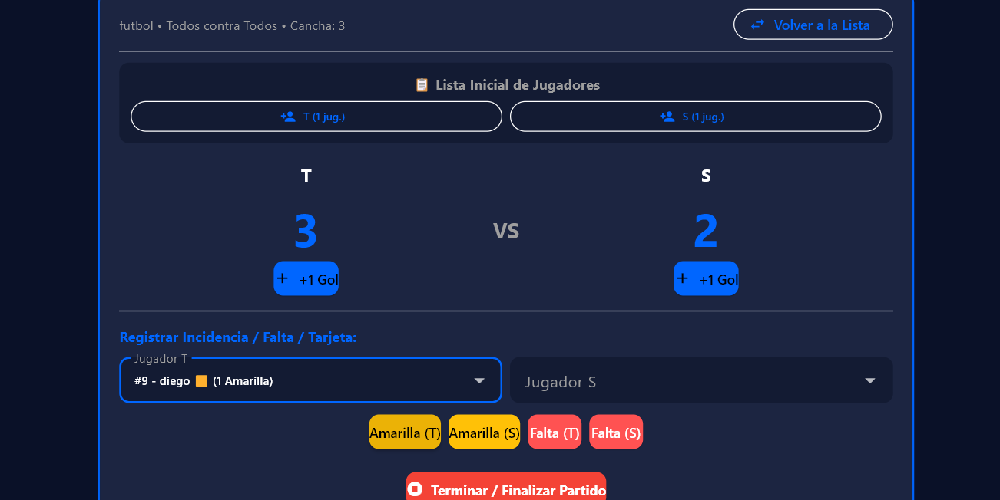 futbol • Todos contra Todos • Cancha: 3
Volver a la Lista
📋 Lista Inicial de Jugadores
T (1 jug.)
S (1 jug.)
T
S
3
VS
2
+ +1 Gol
+ +1 Gol
Registrar Incidencia / Falta / Tarjeta:
Jugador T
#9 - diego 🟨 (1 Amarilla)
Jugador S
Amarilla (T)
Amarilla (S)
Falta (T)
Falta (S)
Terminar / Finalizar Partido